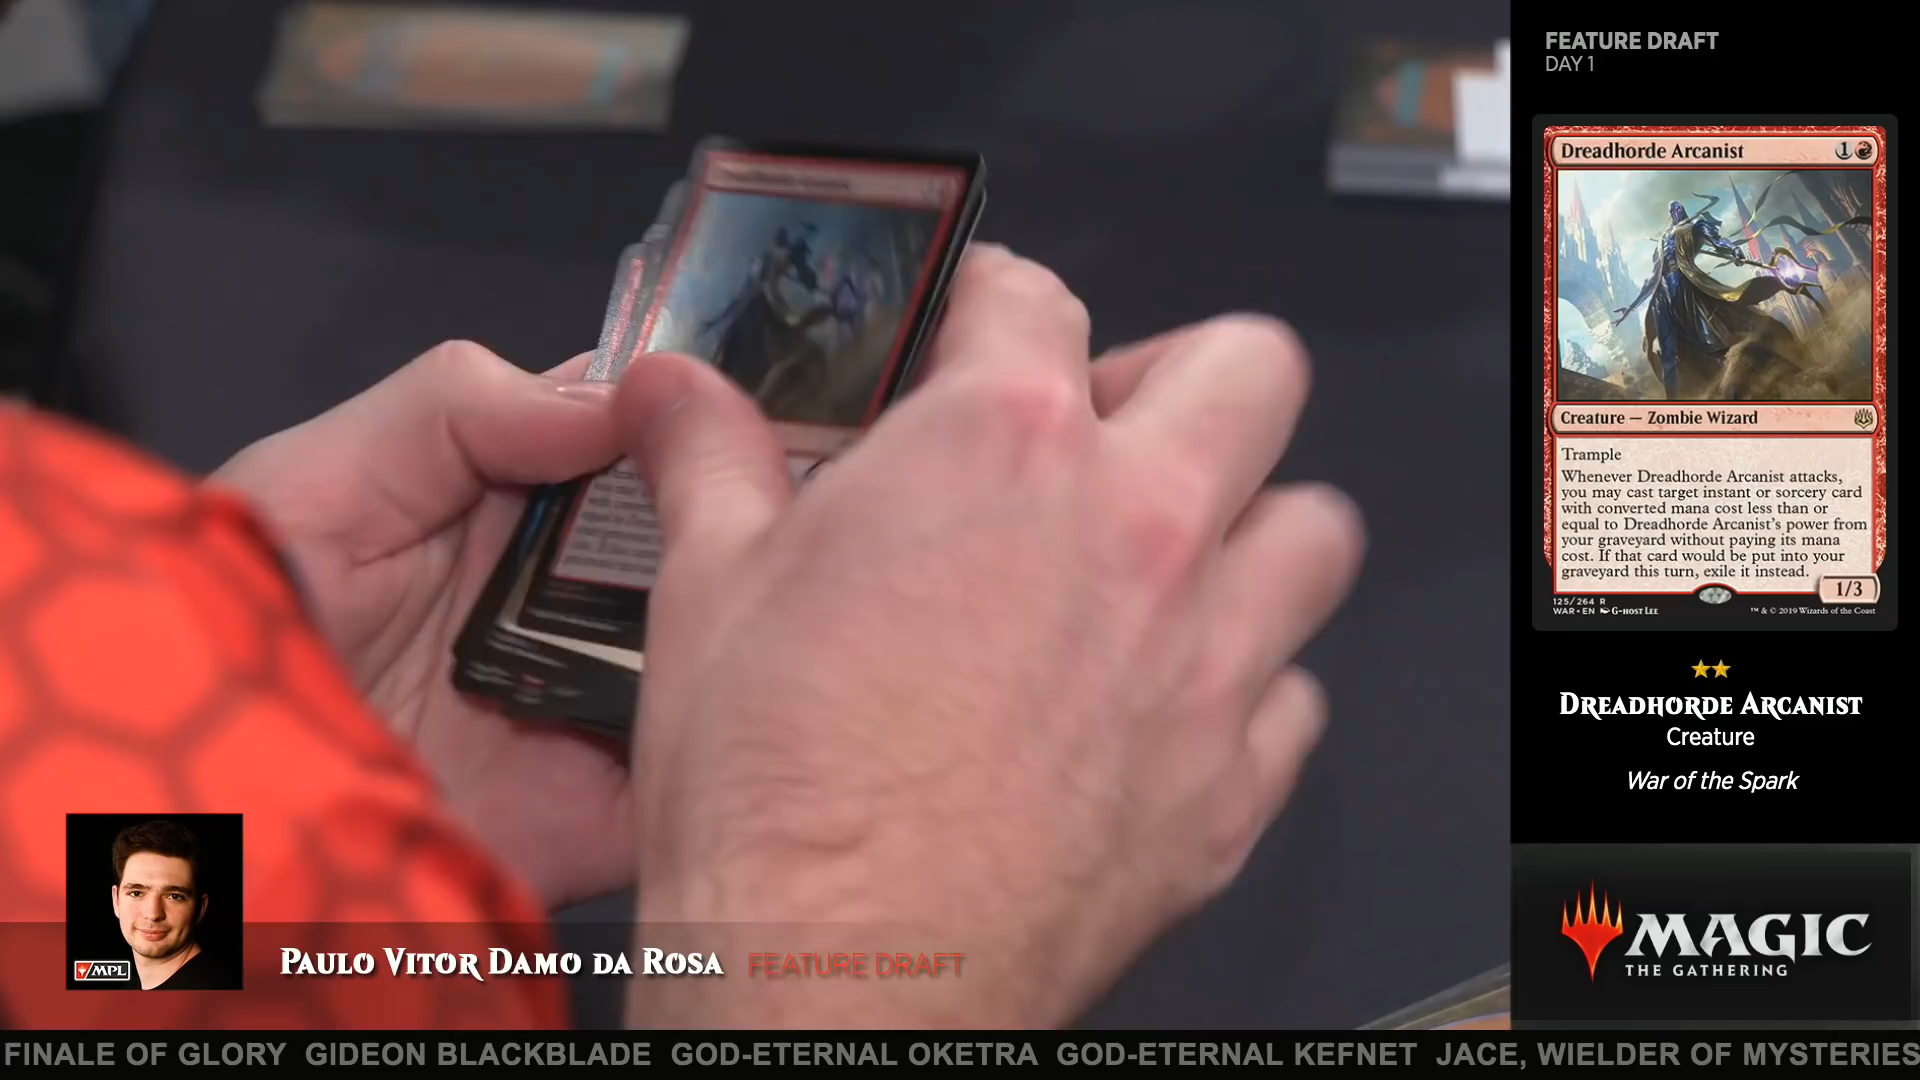 FEATURE DRAFT
DAY 1
Dreadhorde Arcanist 1
Creature — Zombie Wizard
Trample
Whenever Dreadhorde Arcanist attacks,
you may cast target instant or sorcery card
with converted mana cost less than or
equal to Dreadhorde Arcanist's power from
your graveyard without paying its mana
cost. If that card would be put into your
graveyard this turn, exile it instead.
1/3
125/264 R
WAR • EN G-HOST LEE
™ & © 2019 Wizards of the Coast
DREADHORDE ARCANIST
Creature
War of the Spark
MAGIC
THE GATHERING
MPL
PAULO VITOR DAMO DA ROSA FEATURE DRAFT
FINALE OF GLORY GIDEON BLACKBLADE GOD-ETERNAL OKETRA GOD-ETERNAL KEFNET JACE, WIELDER OF MYSTERIES